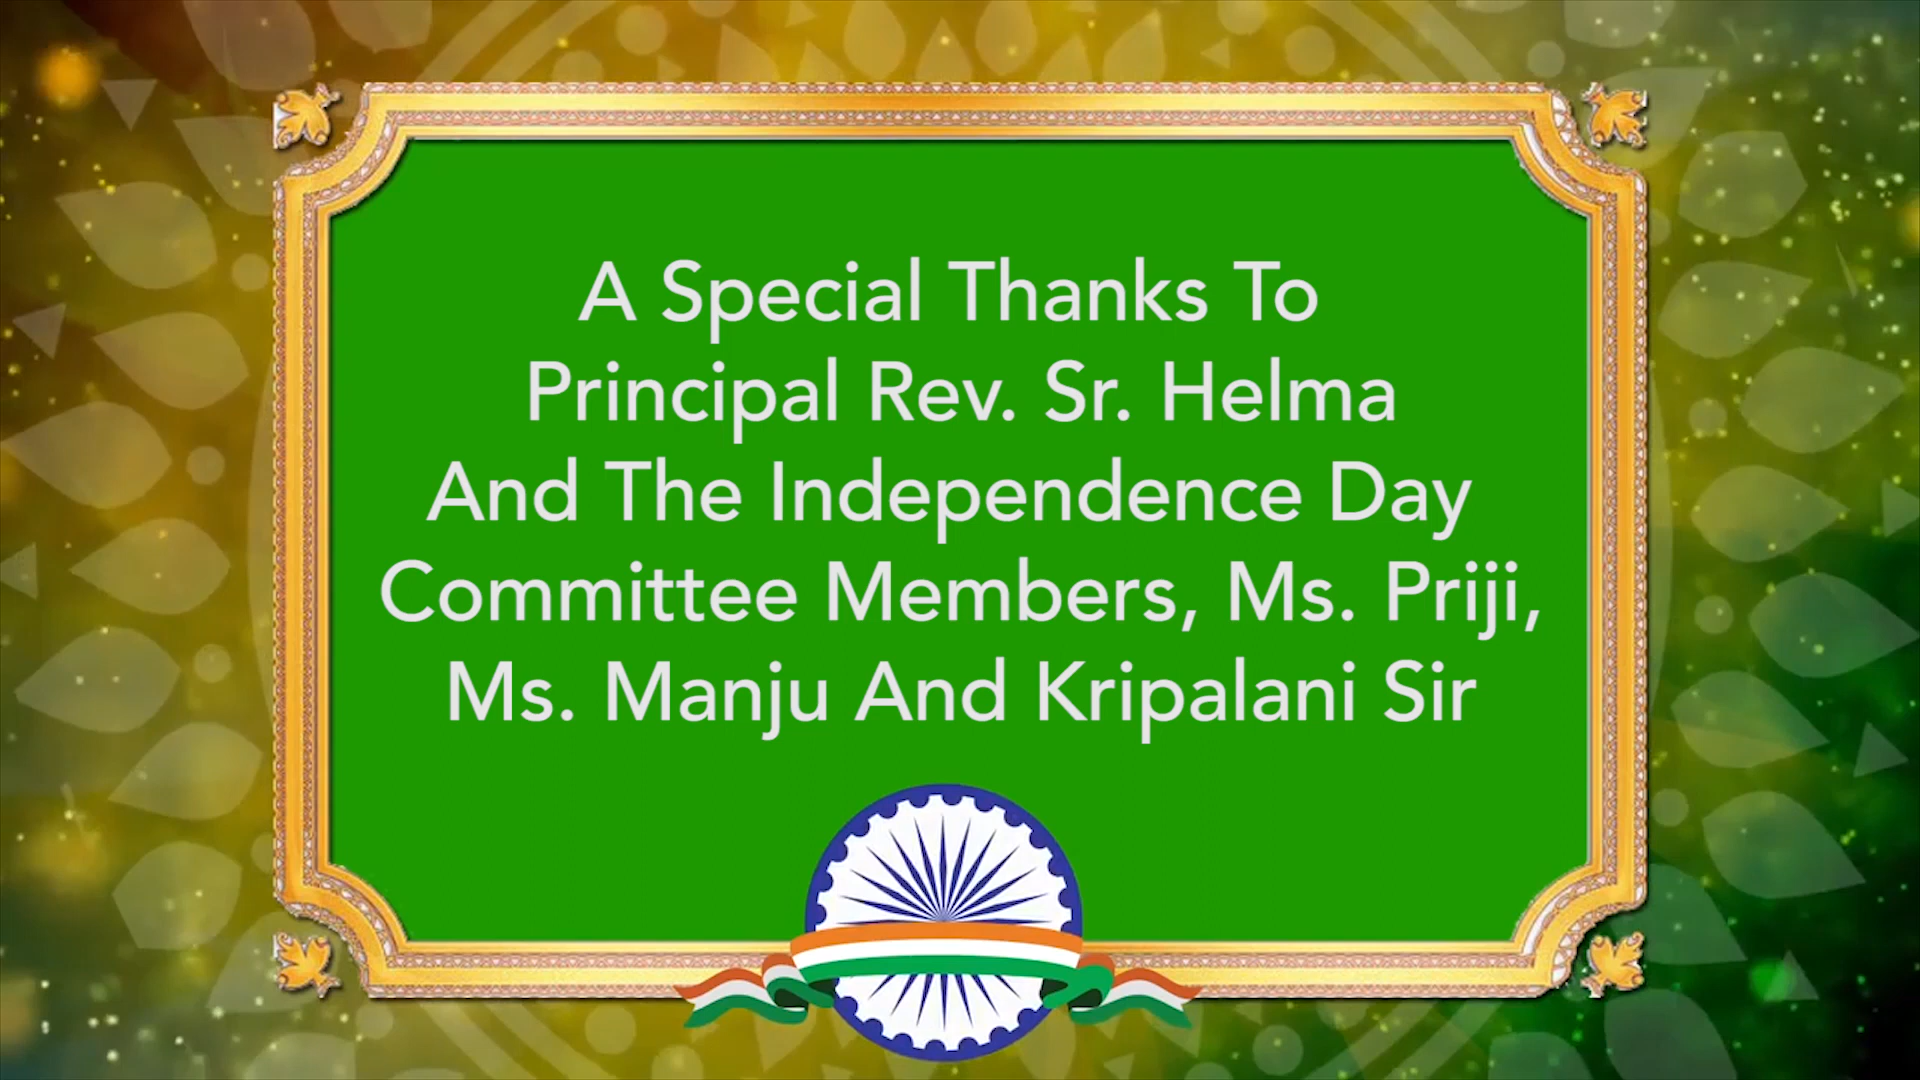 A Special Thanks To
Principal Rev. Sr. Helma
And The Independence Day
Committee Members, Ms. Priji,
Ms. Manju And Kripalani Sir